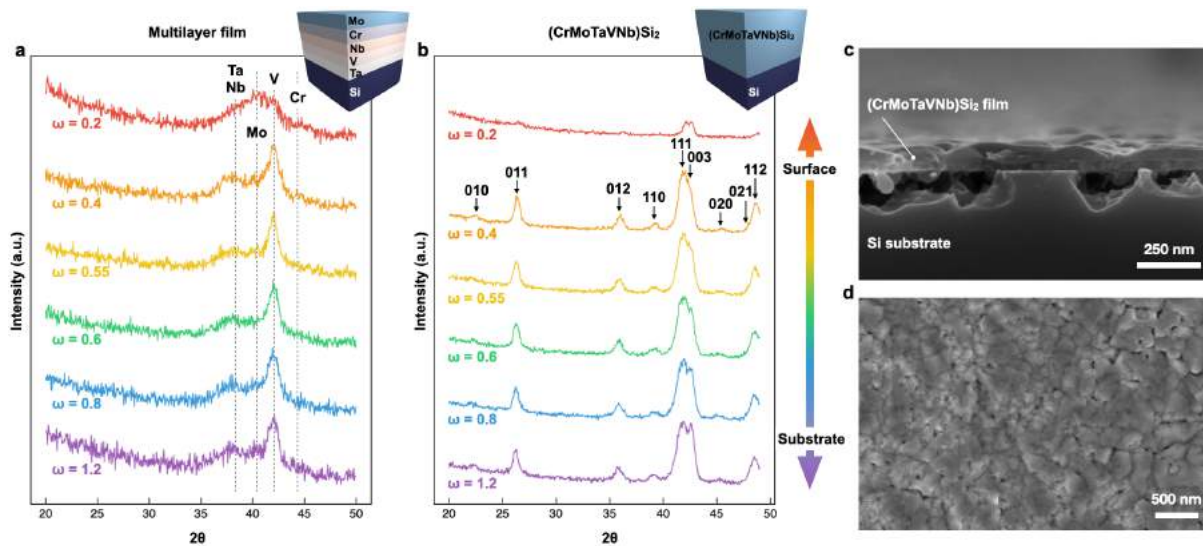 a
Multilayer film
Mo
Cr
Nb
V
Ta
Si
Ta
Nb
Mo
V
Cr
ω = 0.2
ω = 0.4
ω = 0.55
ω = 0.6
ω = 0.8
ω = 1.2
Intensity (a.u.)
20 25 30 35 40 45 50
2θ
b
(CrMoTaVNb)Si₂
(CrMoTaVNb)Si₂
Si
ω = 0.2
010
011
012
110
111
003
020
021
112
ω = 0.4
ω = 0.55
ω = 0.6
ω = 0.8
ω = 1.2
Intensity (a.u.)
20 25 30 35 40 45 50
2θ
Surface
Substrate
c
(CrMoTaVNb)Si₂ film
Si substrate
250 nm
d
500 nm